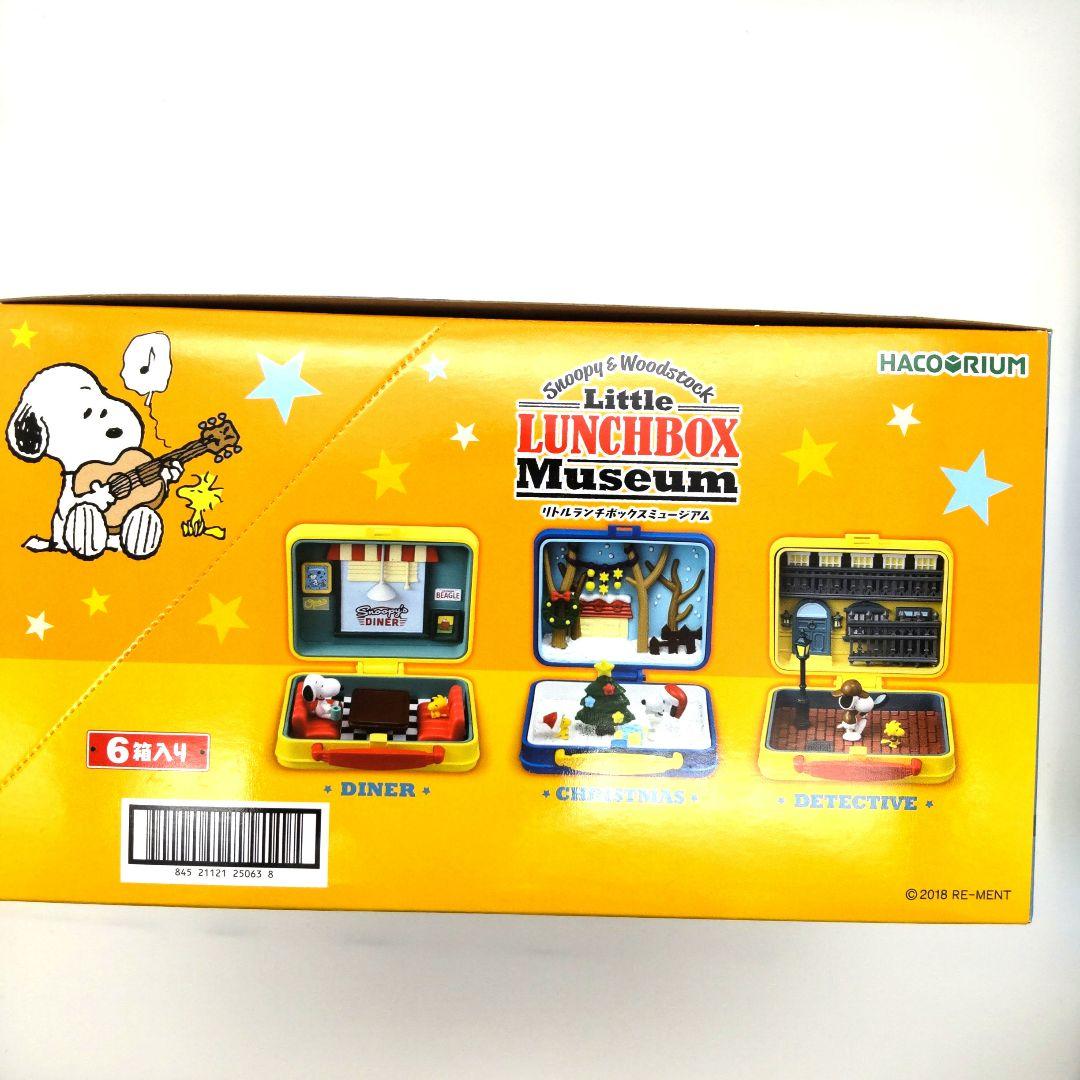 HACORIUM
Snoopy & Woodstock
Little
LUNCHBOX
Museum
リトルランチボックスミュージアム
BEAGLE
Snoopy's
DINER
6箱入り
DINER
CHRISTMAS
DETECTIVE
845 21121 25063 8
©2018 RE-MENT